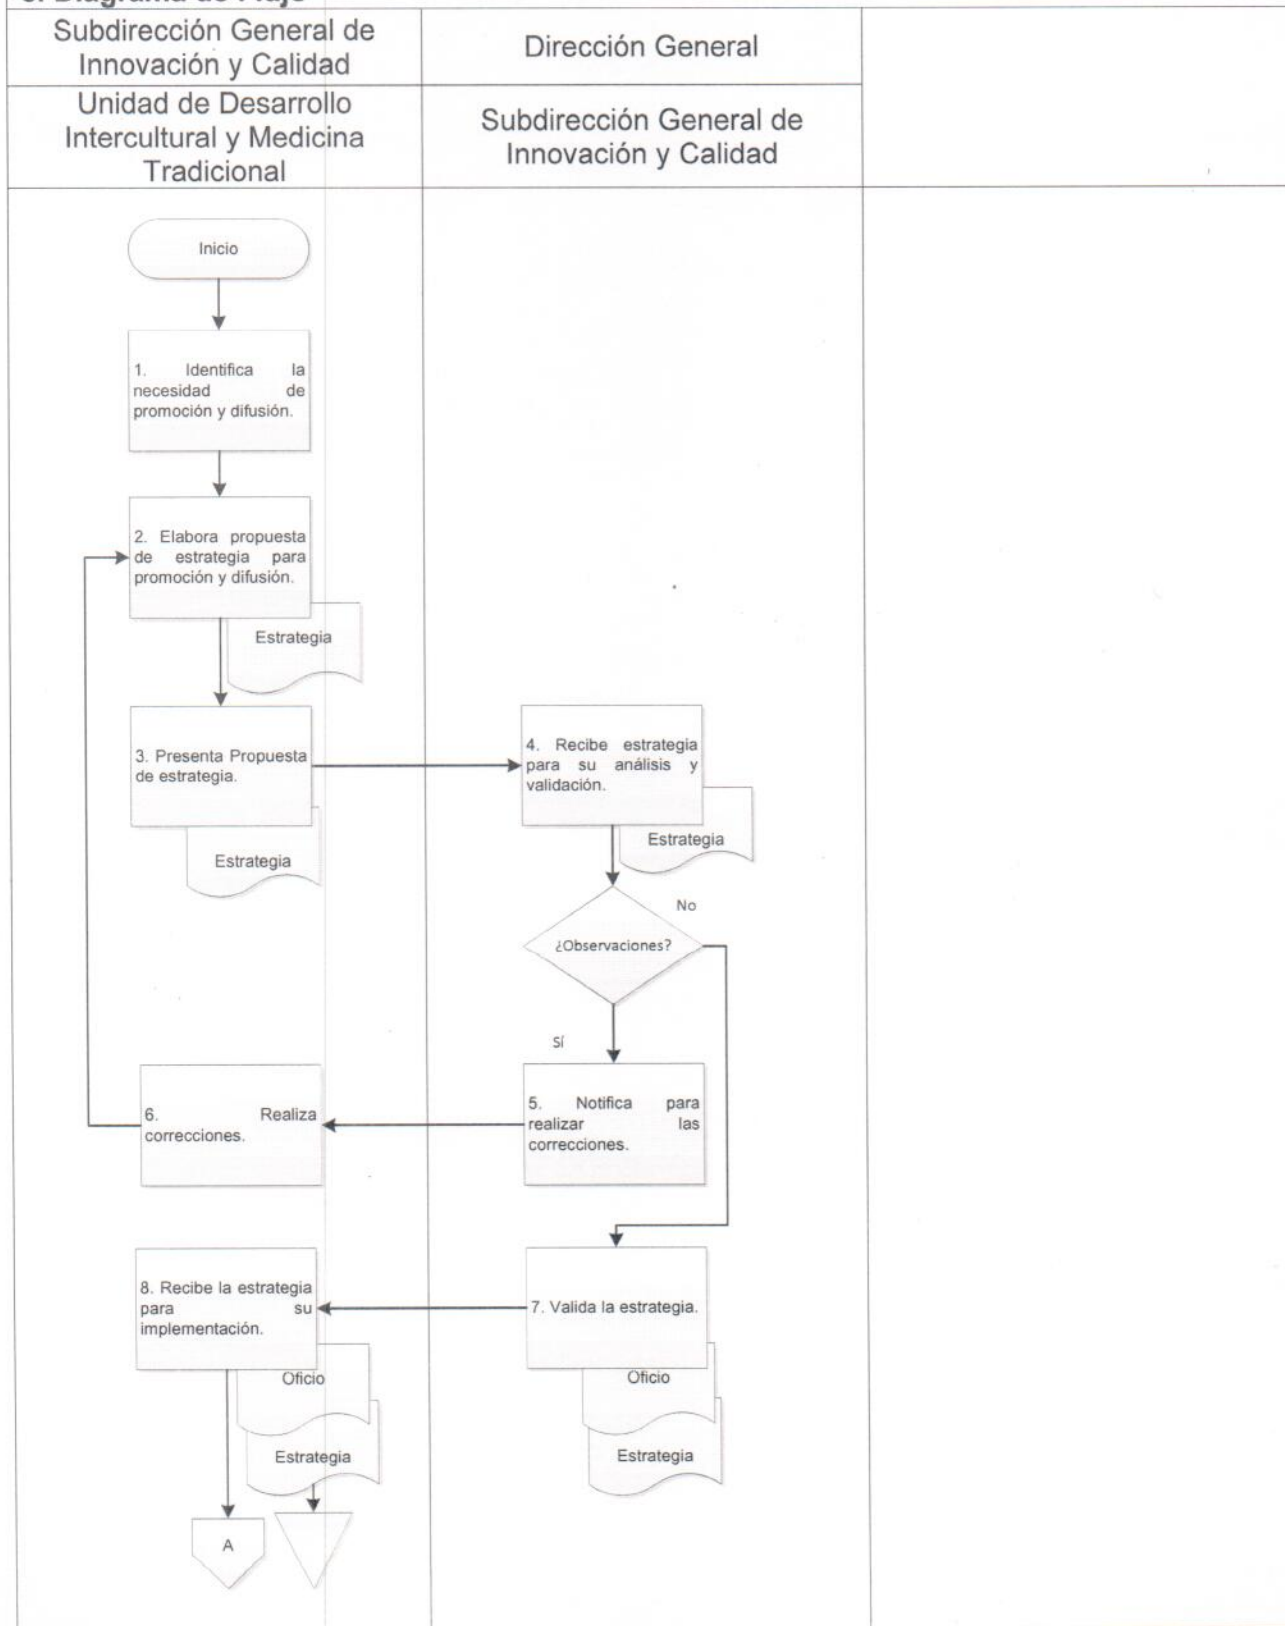 Subdirección General de
Innovación y Calidad
Dirección General
Unidad de Desarrollo
Intercultural y Medicina
Tradicional
Subdirección General de
Innovación y Calidad
Inicio
1. Identifica la
necesidad de
promoción y difusión.
2. Elabora propuesta
de estrategia para
promoción y difusión.
Estrategia
3. Presenta Propuesta
de estrategia.
Estrategia
4. Recibe estrategia
para su análisis y
validación.
Estrategia
¿Observaciones?
No
Sí
5. Notifica para
realizar las
correcciones.
6. Realiza
correcciones.
7. Valida la estrategia.
Oficio
Estrategia
8. Recibe la estrategia
para su
implementación.
Oficio
Estrategia
A